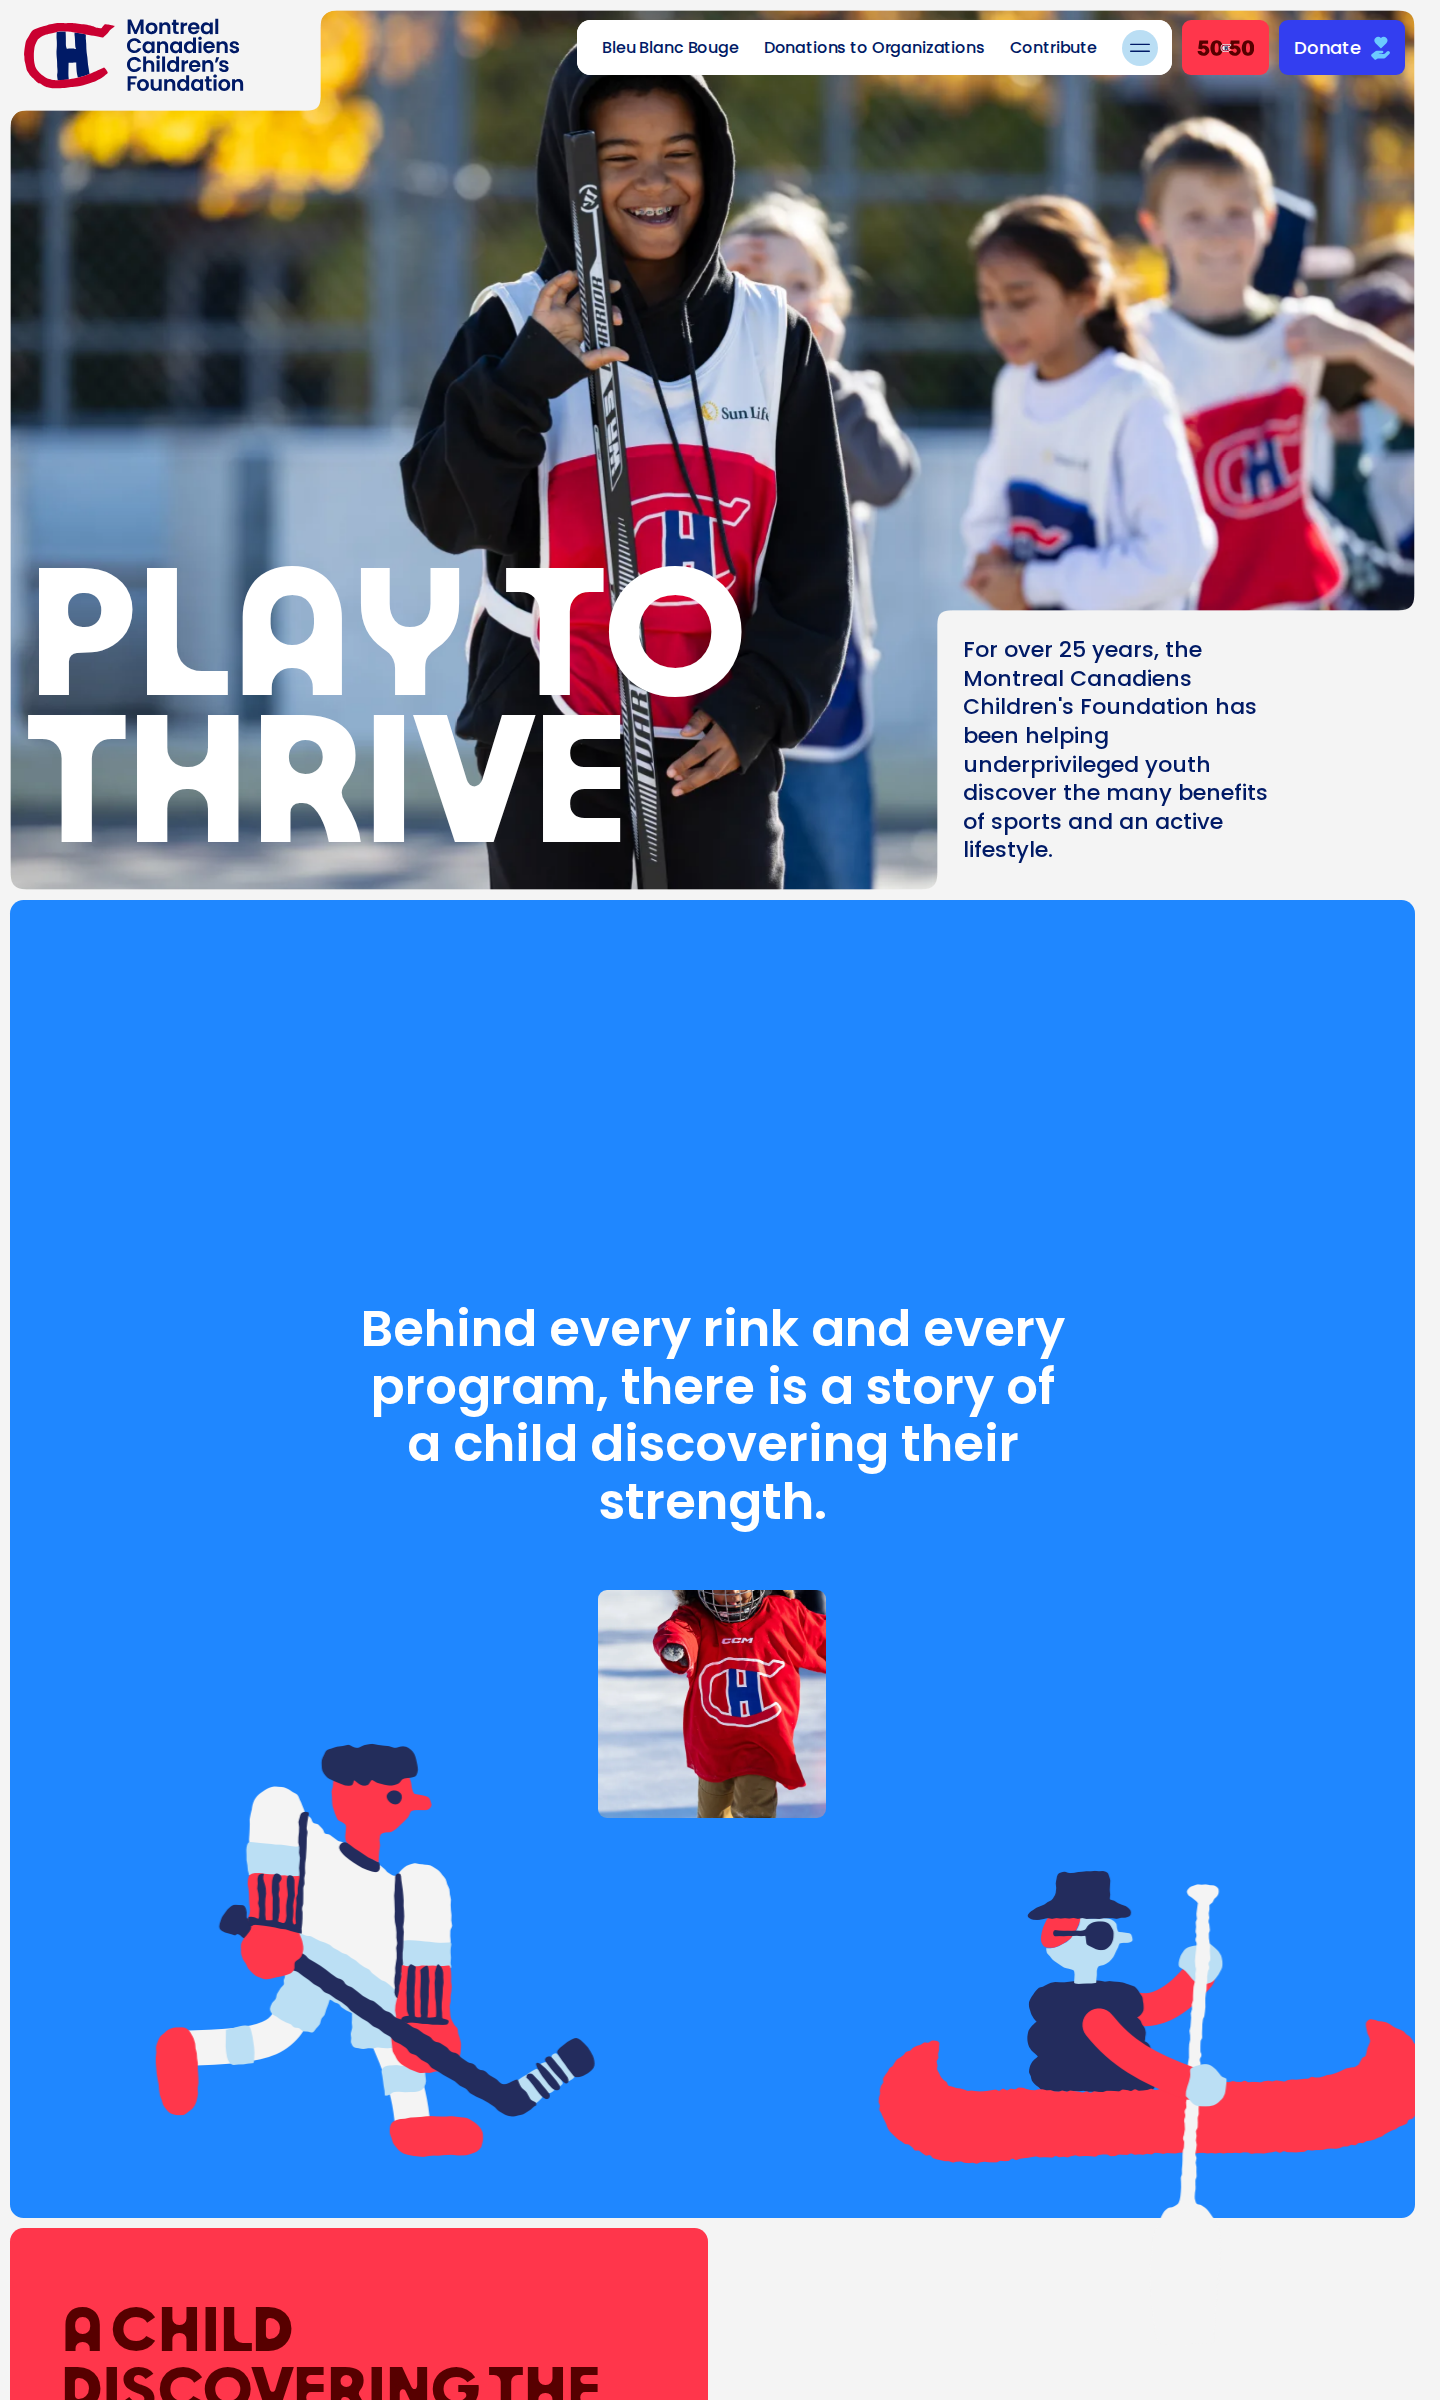 Montreal
Canadiens
Children's
Foundation
Bleu Blanc Bouge
Donations to Organizations
Contribute
50 50
Donate
WARRIOR
Sun Life
PLAY TO
THRIVE
For over 25 years, the
Montreal Canadiens
Children's Foundation has
been helping
underprivileged youth
discover the many benefits
of sports and an active
lifestyle.
Behind every rink and every
program, there is a story of
a child discovering their
strength.
CCM
A CHILD
DISCOVERING THE